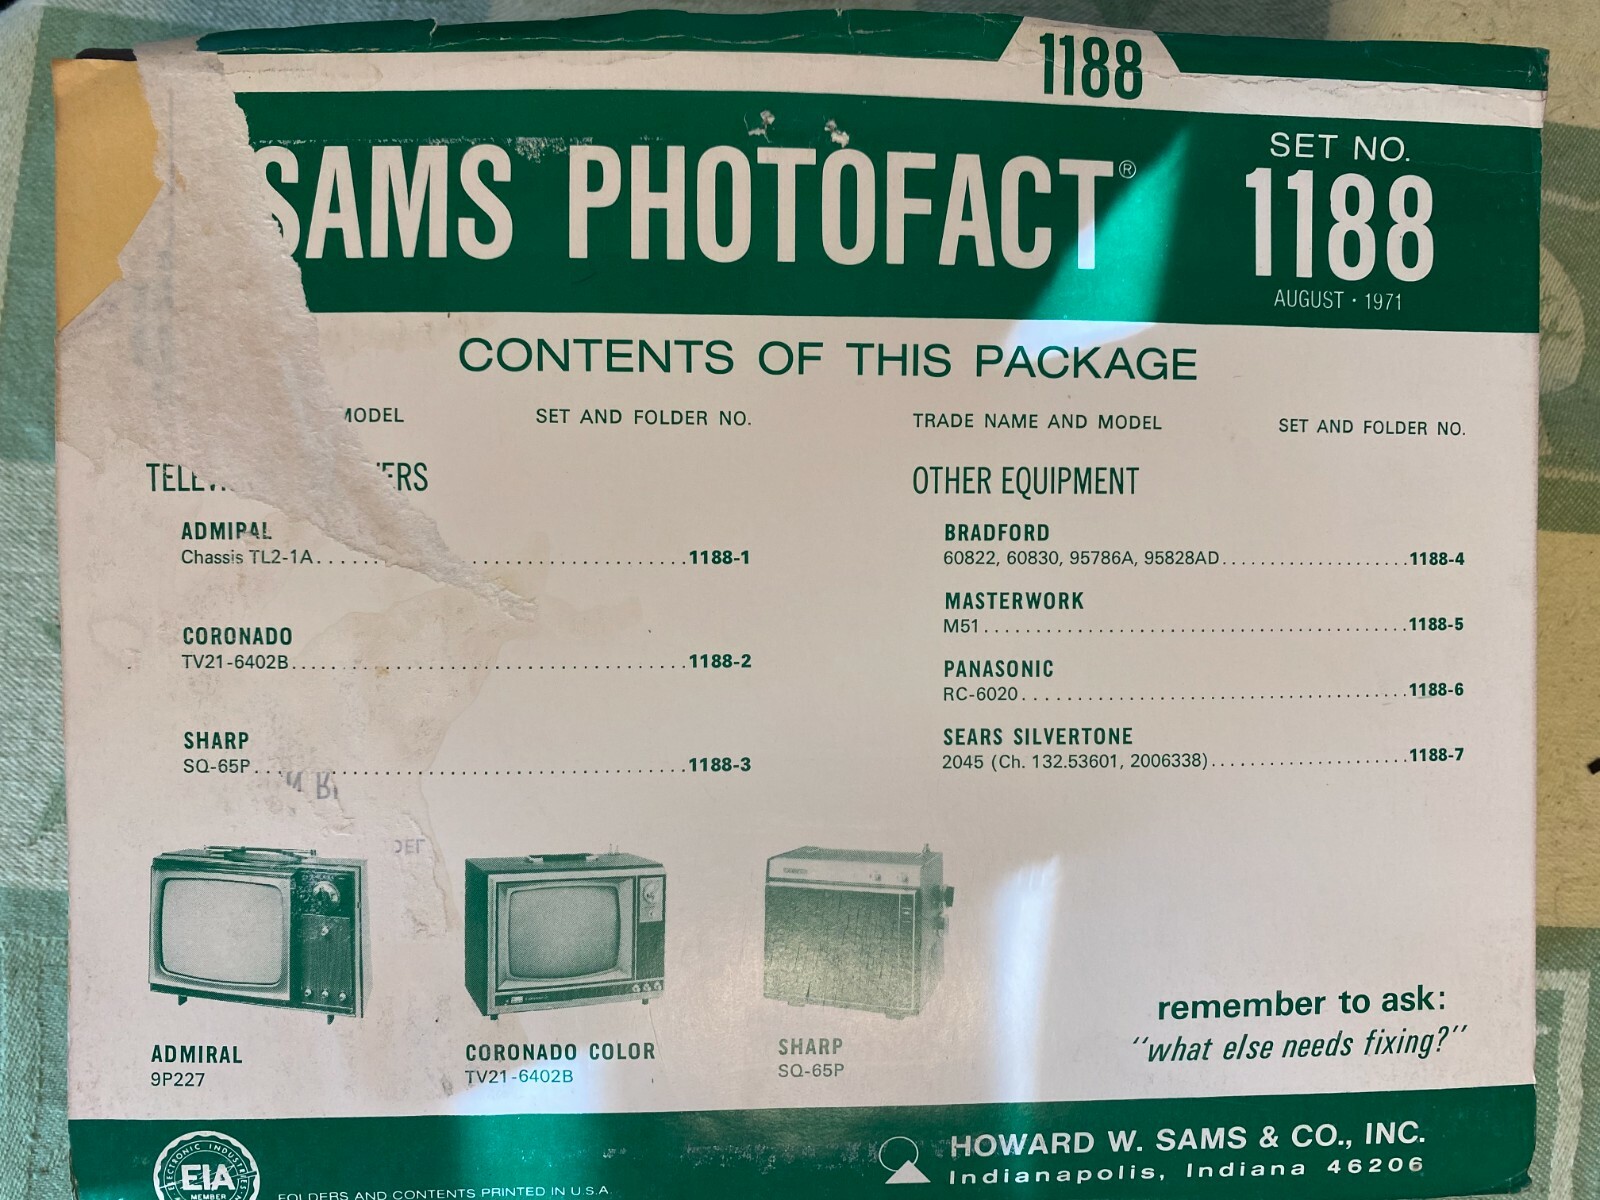 1188
SAMS PHOTOFACT®
SET NO.
1188
AUGUST · 1971
CONTENTS OF THIS PACKAGE
MODEL SET AND FOLDER NO.
ADMIRAL
Chassis TL2-1A..........1188-1
CORONADO
TV21-6402B..........1188-2
SHARP
SQ-65P..........1188-3
TRADE NAME AND MODEL SET AND FOLDER NO.
OTHER EQUIPMENT
BRADFORD
60822, 60830, 95786A, 95828AD..........1188-4
MASTERWORK
M51..........1188-5
PANASONIC
RC-6020..........1188-6
SEARS SILVERTONE
2045 (Ch. 132.53601, 2006338)..........1188-7
ADMIRAL
9P227
CORONADO COLOR
TV21-6402B
SHARP
SQ-65P
remember to ask:
"what else needs fixing?"
ELECTRONIC INDUSTRIES
EIA
MEMBER
FOLDERS AND CONTENTS PRINTED IN U.S.A.
HOWARD W. SAMS & CO., INC.
Indianapolis, Indiana 46206